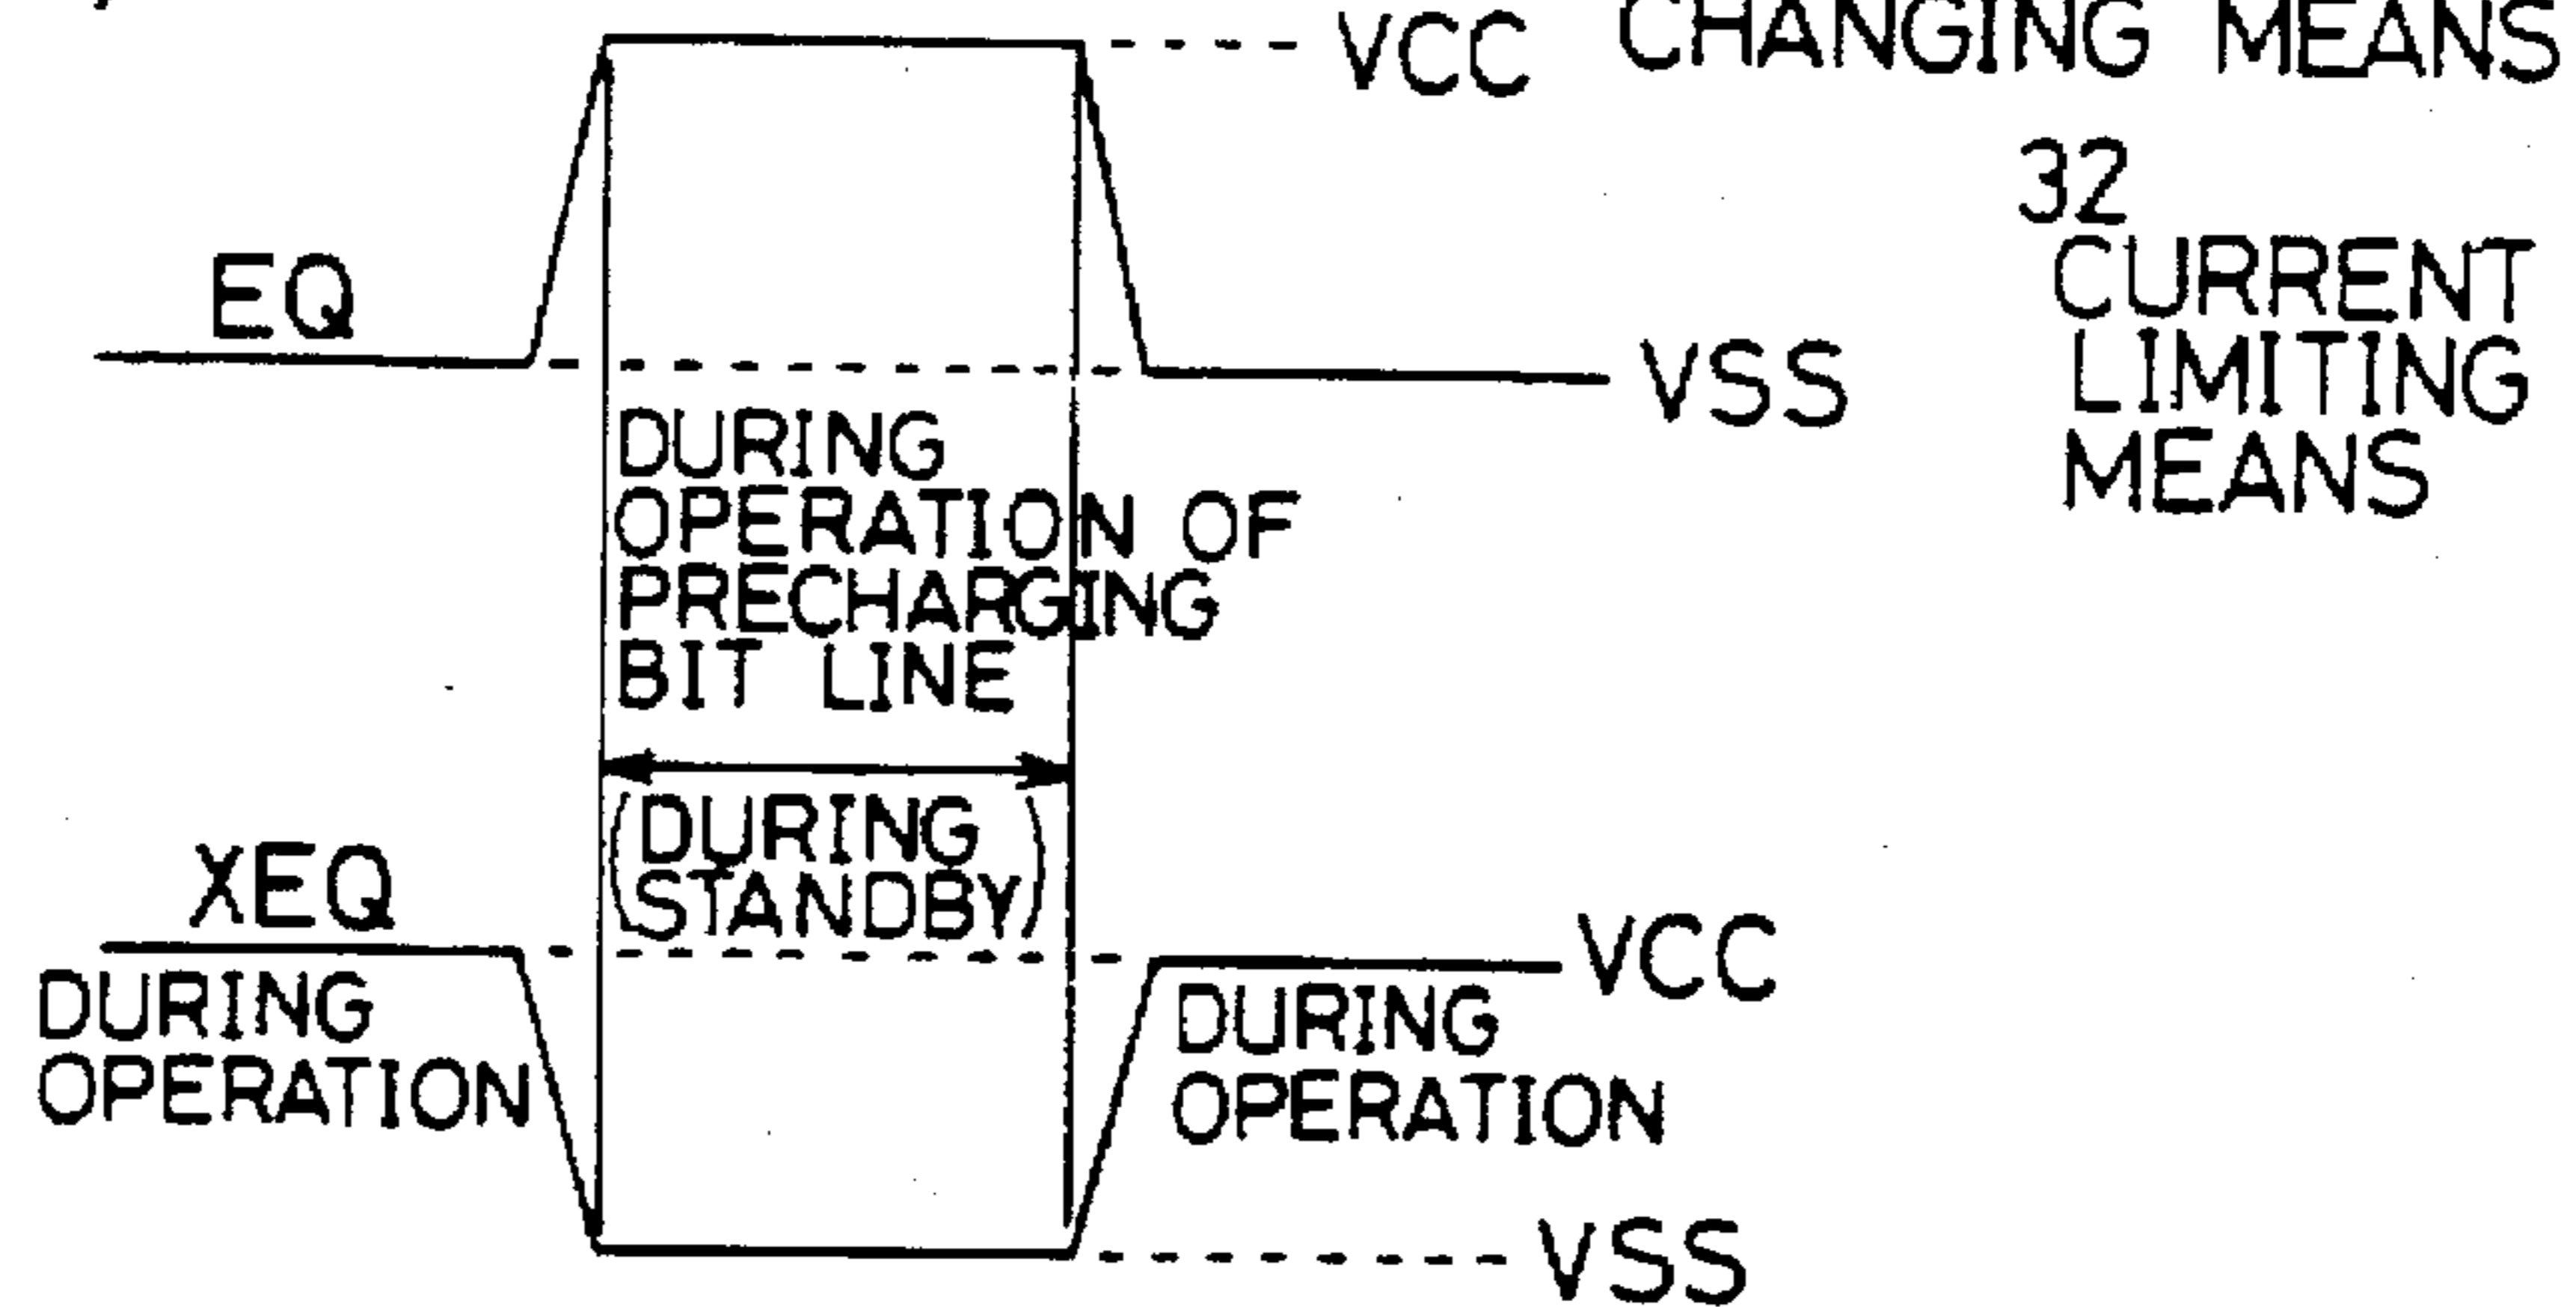 VCC
CHANGING MEANS
32
CURRENT
LIMITING
MEANS
EQ
VSS
DURING
OPERATION OF
PRECHARGING
BIT LINE
(DURING
STANDBY)
XEQ
VCC
DURING
OPERATION
DURING
OPERATION
VSS